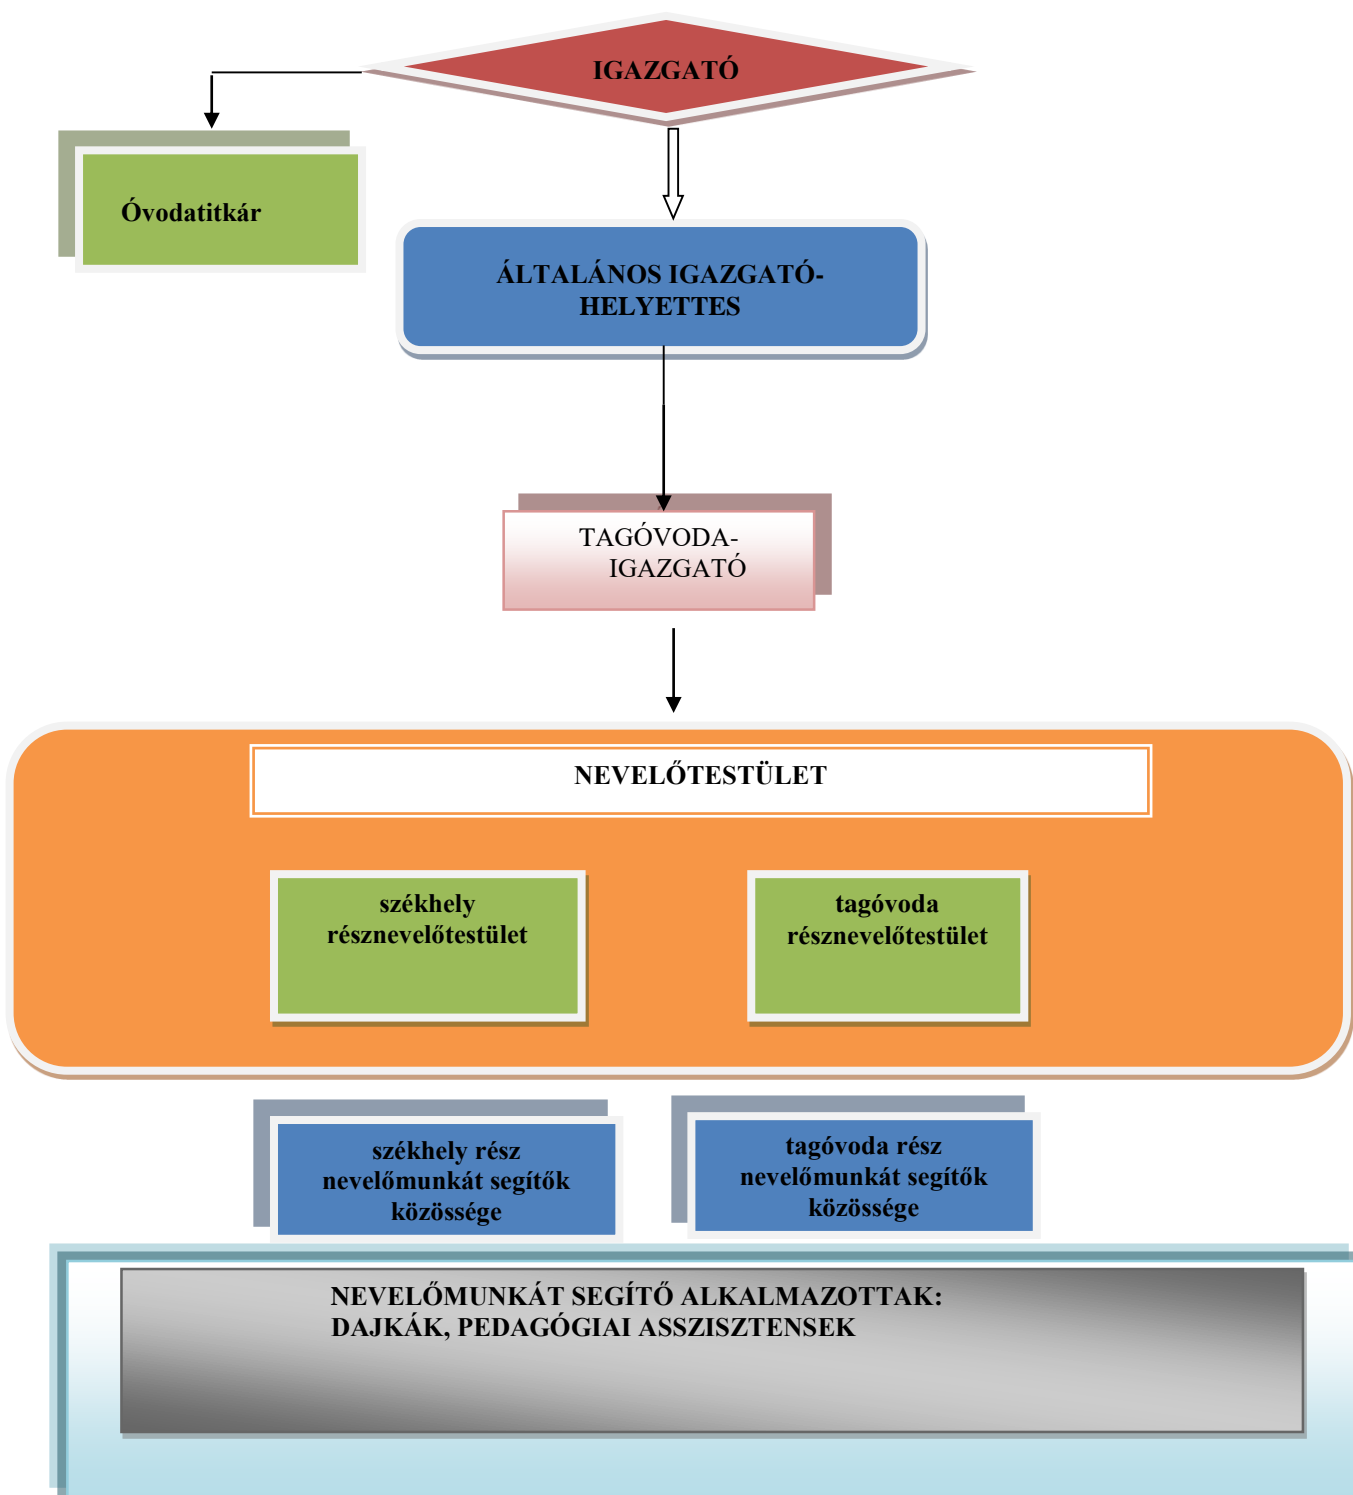 IGAZGATÓ
Óvodatitkár
ÁLTALÁNOS IGAZGATÓ-
HELYETTES
TAGÓVODA-
IGAZGATÓ
NEVELŐTESTÜLET
székhely
résznevelőtestület
tagóvoda
résznevelőtestület
székhely rész
nevelőmunkát segítők
közössége
tagóvoda rész
nevelőmunkát segítők
közössége
NEVELŐMUNKÁT SEGÍTŐ ALKALMAZOTTAK:
DAJKÁK, PEDAGÓGIAI ASSZISZTENSEK